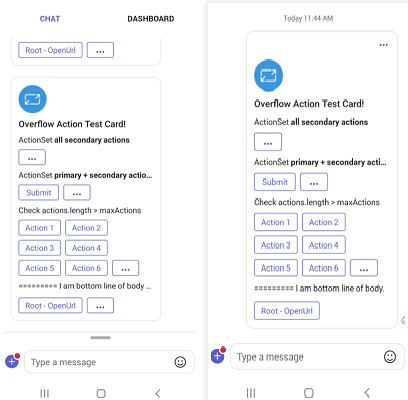 CHAT DASHBOARD
Root - OpenUrl ...
Overflow Action Test Card!
ActionSet all secondary actions
...
ActionSet primary + secondary actio...
Submit ...
Check actions.length > maxActions
Action 1 Action 2
Action 3 Action 4
Action 5 Action 6 ...
========= I am bottom line of body ...
Root - OpenUrl ...
Type a message
Today 11:44 AM
...
Overflow Action Test Card!
ActionSet all secondary actions
...
ActionSet primary + secondary acti...
Submit ...
Check actions.length > maxActions
Action 1 Action 2
Action 3 Action 4
Action 5 Action 6 ...
========= I am bottom line of body.
Root - OpenUrl
Type a message